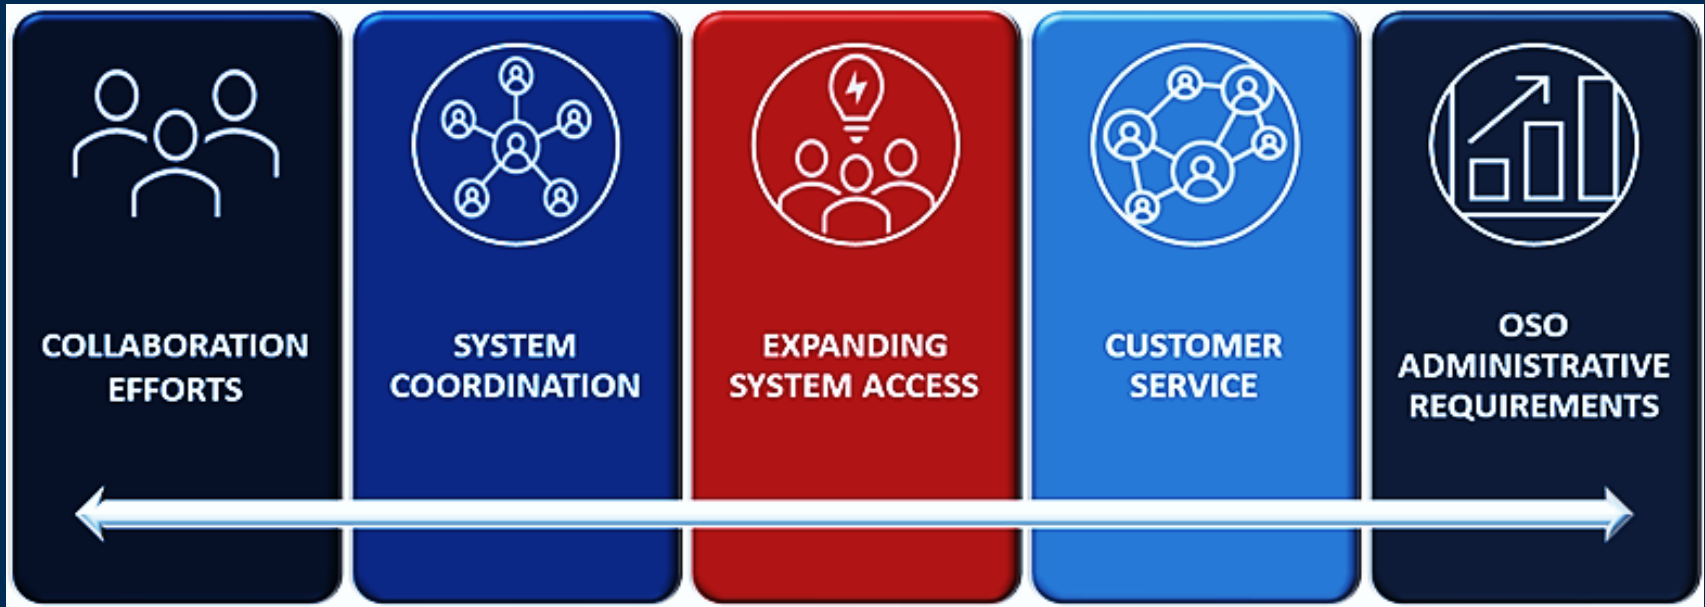 COLLABORATION
EFFORTS
SYSTEM
COORDINATION
EXPANDING
SYSTEM ACCESS
CUSTOMER
SERVICE
OSO
ADMINISTRATIVE
REQUIREMENTS